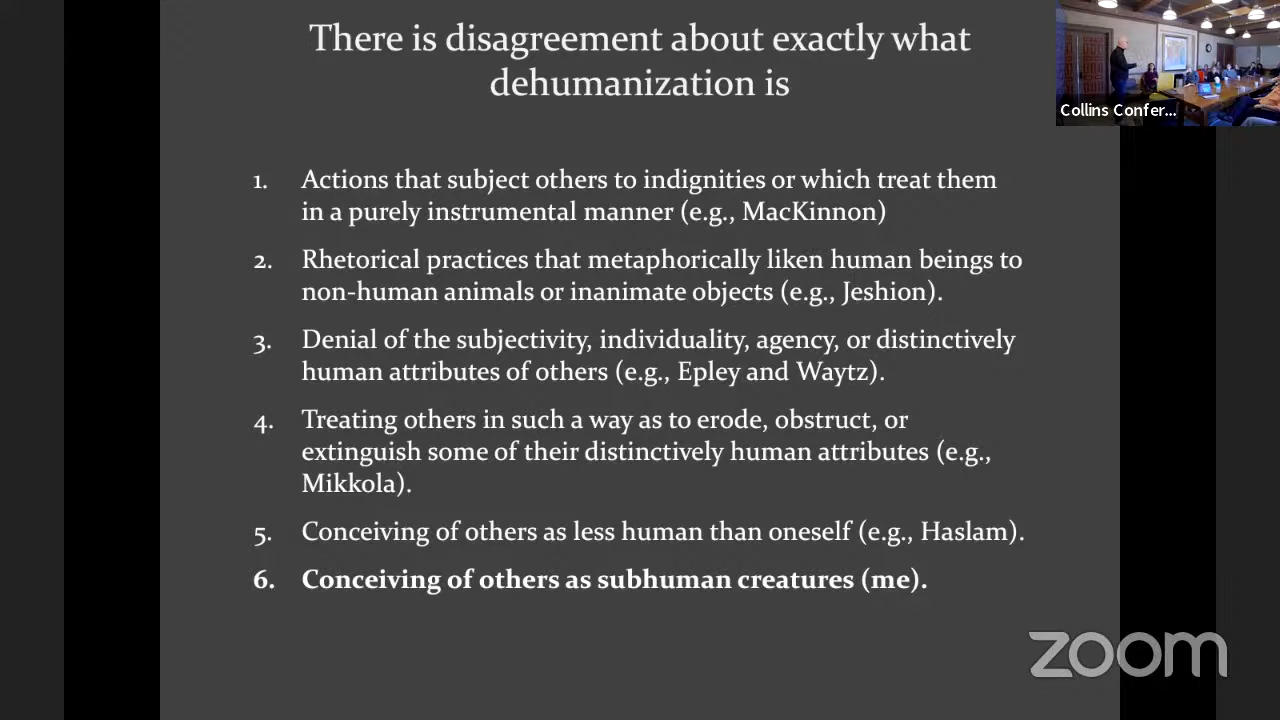 There is disagreement about exactly what
dehumanization is
Collins Confer...
1. Actions that subject others to indignities or which treat them
in a purely instrumental manner (e.g., MacKinnon)
2. Rhetorical practices that metaphorically liken human beings to
non-human animals or inanimate objects (e.g., Jeshion).
3. Denial of the subjectivity, individuality, agency, or distinctively
human attributes of others (e.g., Epley and Waytz).
4. Treating others in such a way as to erode, obstruct, or
extinguish some of their distinctively human attributes (e.g.,
Mikkola).
5. Conceiving of others as less human than oneself (e.g., Haslam).
6. Conceiving of others as subhuman creatures (me).
zoom